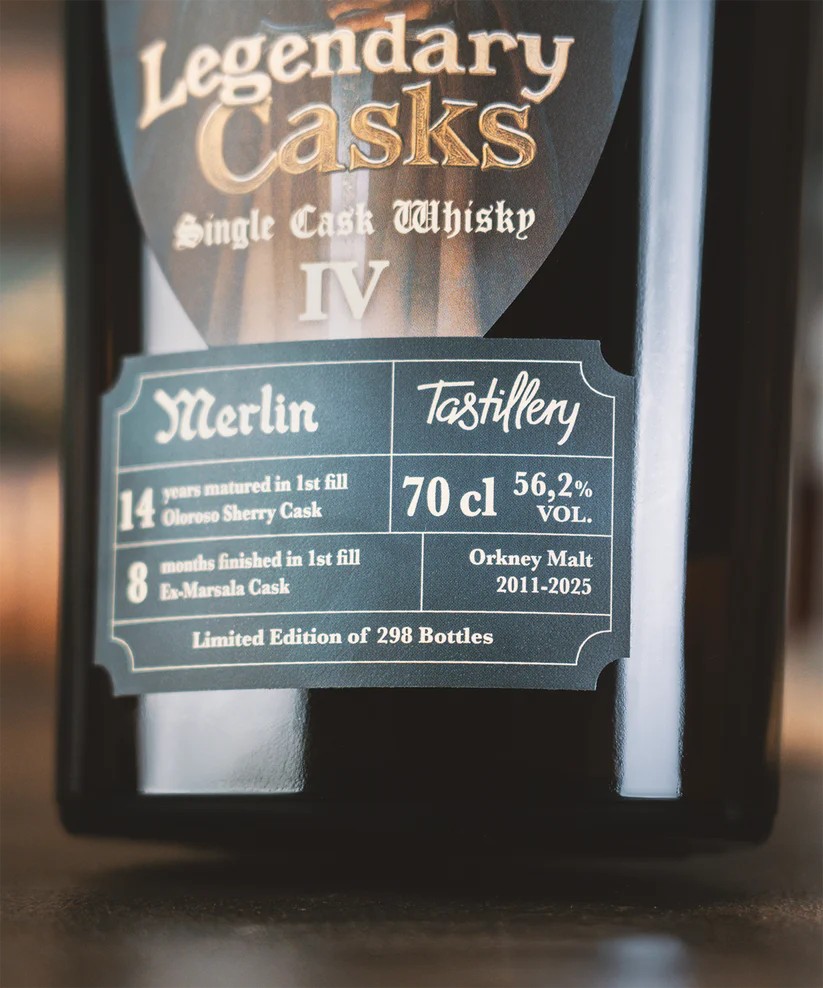 Legendary
Casks
Single Cask Whisky
IV
Merlin
Tastillery
14 years matured in 1st fill
Oloroso Sherry Cask
70 cl 56,2%
VOL.
8 months finished in 1st fill
Ex-Marsala Cask
Orkney Malt
2011-2025
Limited Edition of 298 Bottles